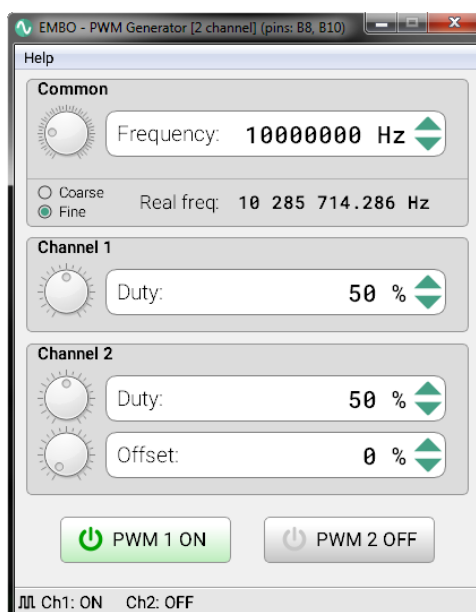 EMBO - PWM Generator [2 channel] (pins: B8, B10)
Help
Common
Frequency: 10000000 Hz
Coarse
Fine
Real freq: 10 285 714.286 Hz
Channel 1
Duty: 50 %
Channel 2
Duty: 50 %
Offset: 0 %
PWM 1 ON PWM 2 OFF
Ch1: ON Ch2: OFF